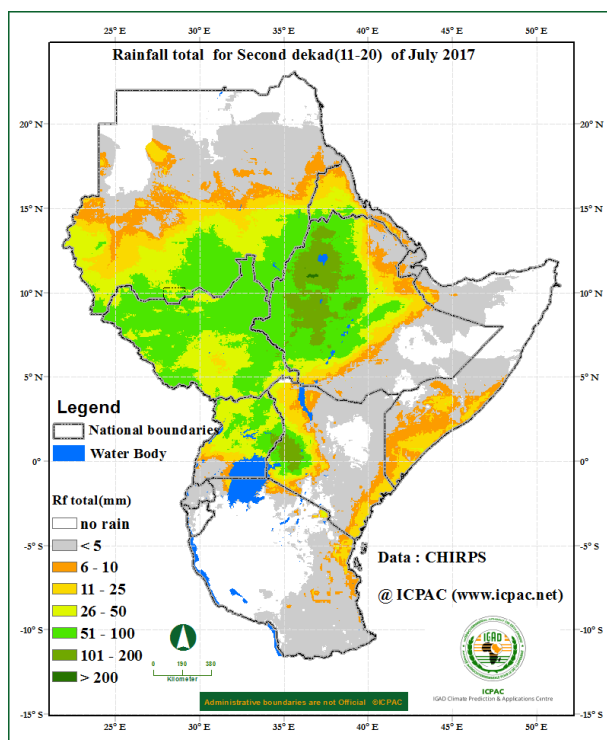 25° E 30° E 35° E 40° E 45° E 50° E
Rainfall total for Second dekad(11-20) of July 2017
20° N 20° N
15° N 15° N
10° N 10° N
5° N 5° N
0° 0°
-5° S -5° S
-10° S -10° S
-15° S -15° S
Legend
National boundaries
Water Body
Rf total(mm)
no rain
< 5
6 - 10
11 - 25
26 - 50
51 - 100
101 - 200
> 200
0 190 380
Kilometer
Data : CHIRPS
@ ICPAC (www.icpac.net)
IGAD
ICPAC
IGAD Climate Prediction & Applications Centre
Administrative boundaries are not Official ©ICPAC
25° E 30° E 35° E 40° E 45° E 50° E